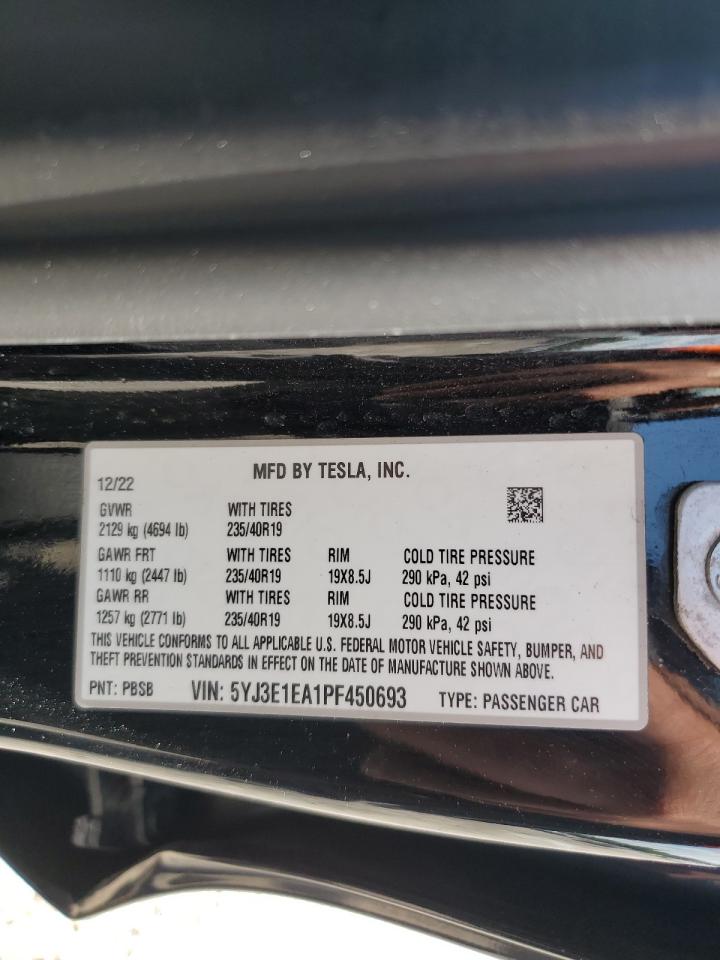 MFD BY TESLA, INC.
12/22
GVWR WITH TIRES
2129 kg (4694 lb) 235/40R19
GAWR FRT WITH TIRES RIM COLD TIRE PRESSURE
1110 kg (2447 lb) 235/40R19 19X8.5J 290 kPa, 42 psi
GAWR RR WITH TIRES RIM COLD TIRE PRESSURE
1257 kg (2771 lb) 235/40R19 19X8.5J 290 kPa, 42 psi
THIS VEHICLE CONFORMS TO ALL APPLICABLE U.S. FEDERAL MOTOR VEHICLE SAFETY, BUMPER, AND
THEFT PREVENTION STANDARDS IN EFFECT ON THE DATE OF MANUFACTURE SHOWN ABOVE.
PNT: PBSB VIN: 5YJ3E1EA1PF450693 TYPE: PASSENGER CAR